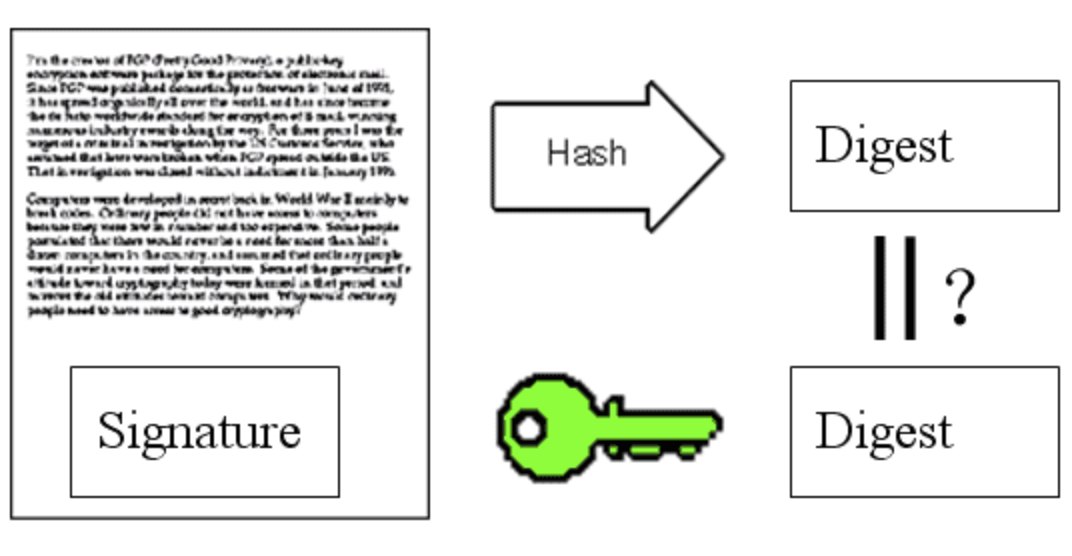 I'm the creator of PGP (Pretty Good Privacy), a public-key
encryption software package for the protection of electronic mail.
Since PGP was published domestically as freeware in June of 1991,
it has spread organically all over the world, and has since become
the de facto worldwide standard for encryption of E-mail, winning
numerous industry awards along the way. For three years I was the
target of a criminal investigation by the US Customs Service, who
assumed that laws were broken when PGP spread outside the US.
That investigation was closed without indictment in January 1996.
Computers were developed in secret back in World War II mainly to
break codes. Ordinary people did not have access to computers,
because they were few in number and too expensive. Some people
postulated that there would never be a need for more than half a
dozen computers in the country, and assumed that ordinary people
would never have a need for computers. Some of the government's
attitude toward cryptography today were formed in that period, and
mirrors the old attitudes toward computers. Why would ordinary
people need to have access to good cryptography?
Hash
Digest
?
Signature
Digest